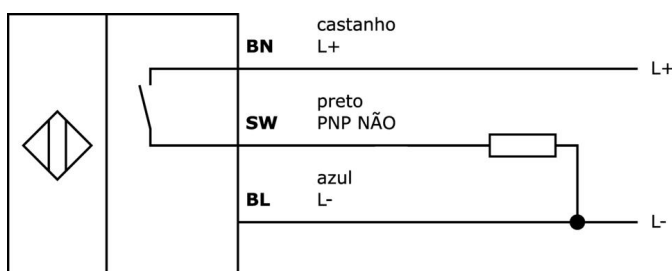 castanho
BN L+
L+
preto
SW PNP NÃO
azul
BL L-
L-